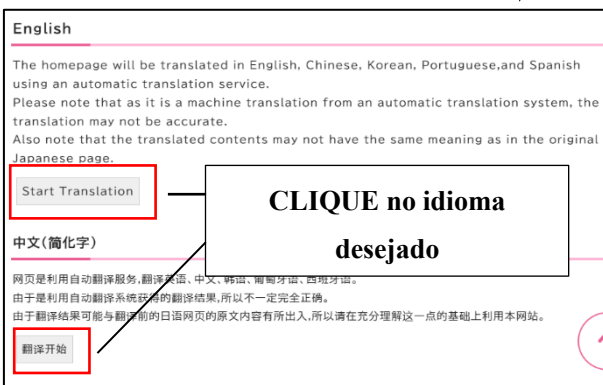 English
The homepage will be translated in English, Chinese, Korean, Portuguese,and Spanish
using an automatic translation service.
Please note that as it is a machine translation from an automatic translation system, the
translation may not be accurate.
Also note that the translated contents may not have the same meaning as in the original
Japanese page.
Start Translation
CLIQUE no idioma
desejado
中文(简化字)
网页是利用自动翻译服务,翻译英语、中文、韩语、葡萄牙语、西班牙语。
由于是利用自动翻译系统获得的翻译结果,所以不一定完全正确。
由于翻译结果可能与翻译前的日语网页的原文内容有所出入,所以请在充分理解这一点的基础上利用本网站。
翻译开始